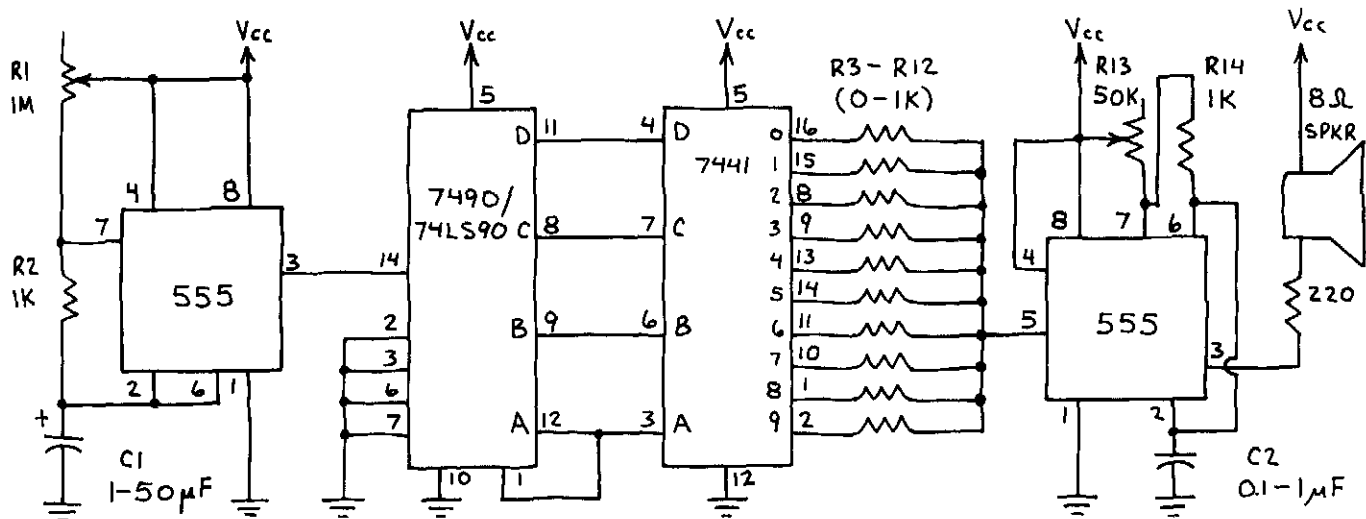 R1
1M
Vcc
4
8
7
R2
1K
555
3
2
6
1
+
C1
1-50µF
Vcc
5
14
7490/
74LS90
D
11
C
8
B
9
A
12
2
3
6
7
10
1
Vcc
5
4
D
7441
7
C
6
B
3
A
12
0
16
1
15
2
8
3
9
4
13
5
14
6
11
7
10
8
1
9
2
R3-R12
(0-1K)
Vcc
R13
50K
R14
1K
8
7
6
4
5
555
3
1
2
C2
0.1-1µF
Vcc
8Ω
SPKR
220